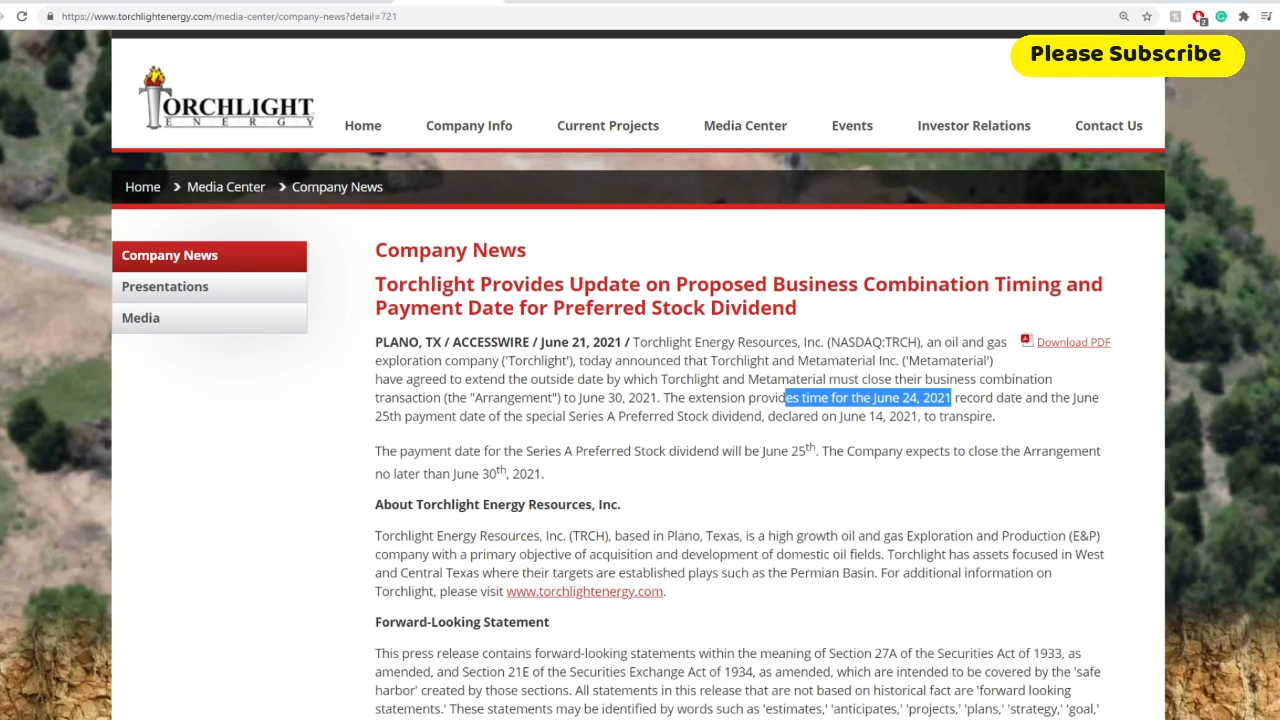 https://www.torchlightenergy.com/media-center/company-news?detail=721
2
Please Subscribe
TORCHLIGHT
ENERGY
Home Company Info Current Projects Media Center Events Investor Relations Contact Us
Home > Media Center > Company News
Company News
Presentations
Media
Company News
Torchlight Provides Update on Proposed Business Combination Timing and
Payment Date for Preferred Stock Dividend
Download PDF
PLANO, TX / ACCESSWIRE / June 21, 2021 / Torchlight Energy Resources, Inc. (NASDAQ:TRCH), an oil and gas
exploration company ('Torchlight'), today announced that Torchlight and Metamaterial Inc. ('Metamaterial')
have agreed to extend the outside date by which Torchlight and Metamaterial must close their business combination
transaction (the "Arrangement") to June 30, 2021. The extension provides time for the June 24, 2021 record date and the June
25th payment date of the special Series A Preferred Stock dividend, declared on June 14, 2021, to transpire.
The payment date for the Series A Preferred Stock dividend will be June 25th. The Company expects to close the Arrangement
no later than June 30th, 2021.
About Torchlight Energy Resources, Inc.
Torchlight Energy Resources, Inc. (TRCH), based in Plano, Texas, is a high growth oil and gas Exploration and Production (E&P)
company with a primary objective of acquisition and development of domestic oil fields. Torchlight has assets focused in West
and Central Texas where their targets are established plays such as the Permian Basin. For additional information on
Torchlight, please visit www.torchlightenergy.com.
Forward-Looking Statement
This press release contains forward-looking statements within the meaning of Section 27A of the Securities Act of 1933, as
amended, and Section 21E of the Securities Exchange Act of 1934, as amended, which are intended to be covered by the 'safe
harbor' created by those sections. All statements in this release that are not based on historical fact are 'forward looking
statements.' These statements may be identified by words such as 'estimates,' 'anticipates,' 'projects,' 'plans,' 'strategy,' 'goal,'